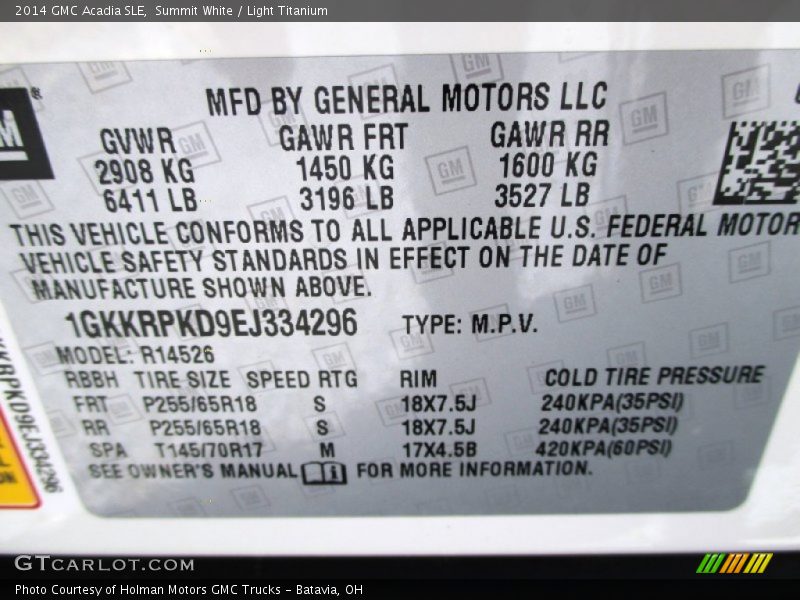 2014 GMC Acadia SLE, Summit White / Light Titanium
MFD BY GENERAL MOTORS LLC
GVWR GAWR FRT GAWR RR
2908 KG 1450 KG 1600 KG
6411 LB 3196 LB 3527 LB
THIS VEHICLE CONFORMS TO ALL APPLICABLE U.S. FEDERAL MOTOR
VEHICLE SAFETY STANDARDS IN EFFECT ON THE DATE OF
MANUFACTURE SHOWN ABOVE.
1GKKRPKD9EJ334296 TYPE: M.P.V.
MODEL: R14526
RBBH TIRE SIZE SPEED RTG RIM COLD TIRE PRESSURE
FRT P255/65R18 S 18X7.5J 240KPA(35PSI)
RR P255/65R18 S 18X7.5J 240KPA(35PSI)
SPA T145/70R17 M 17X4.5B 420KPA(60PSI)
SEE OWNER'S MANUAL FOR MORE INFORMATION.
GTCARLOT.COM
Photo Courtesy of Holman Motors GMC Trucks - Batavia, OH